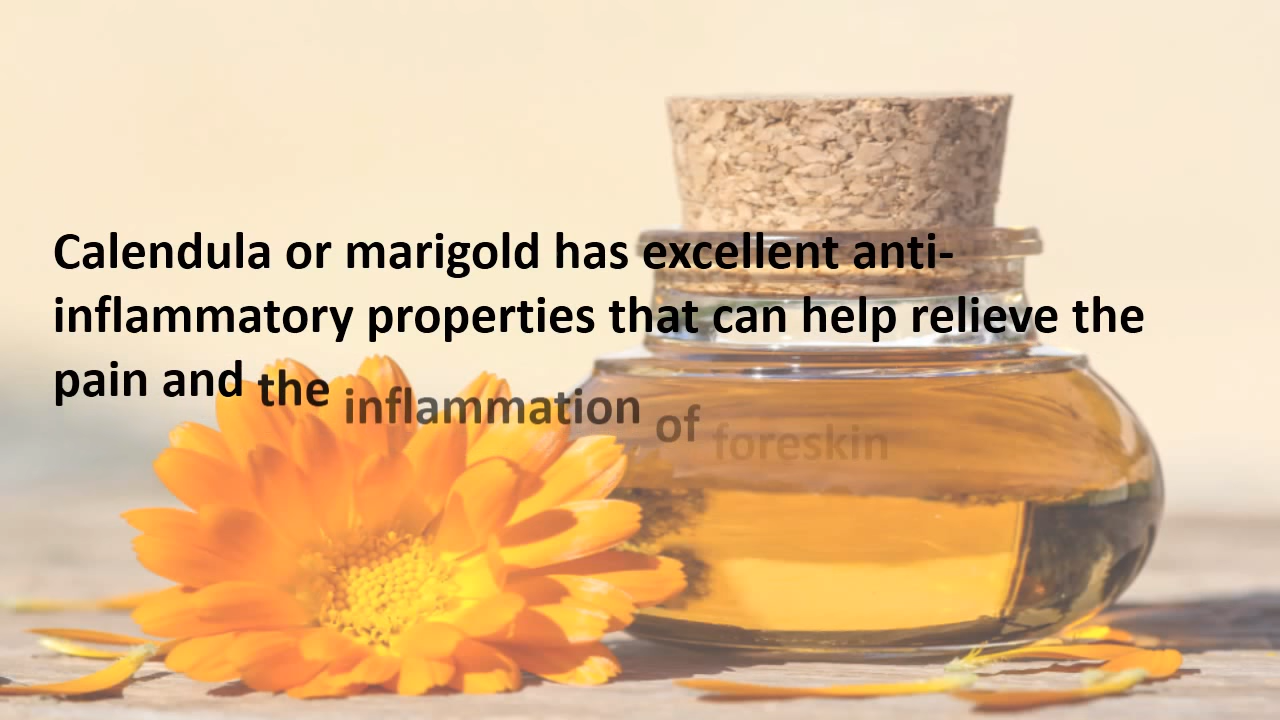 Calendula or marigold has excellent anti-
inflammatory properties that can help relieve the
pain and the inflammation of foreskin